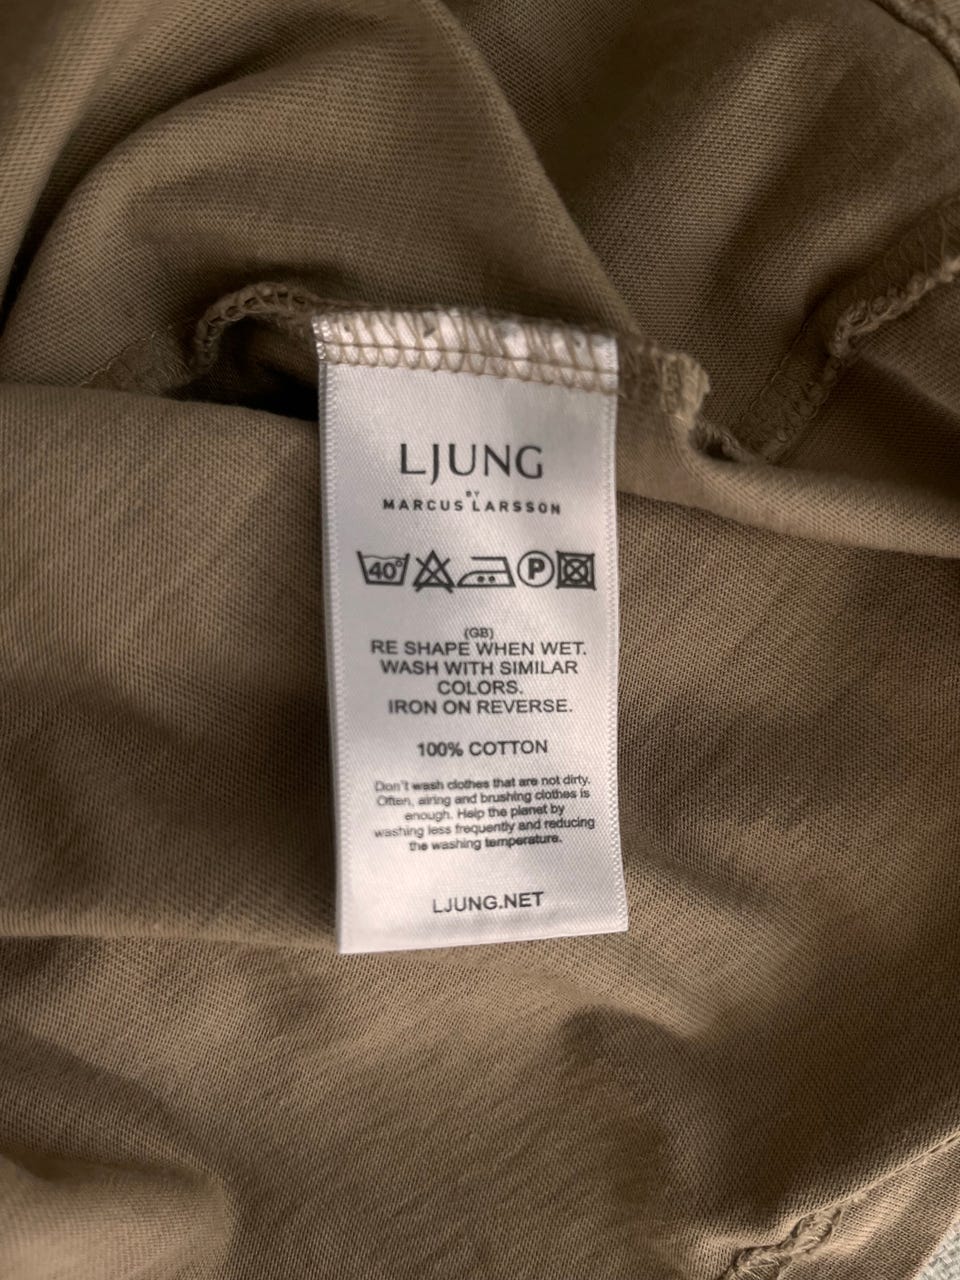 LJUNG
BY
MARCUS LARSSON
40° P
(GB)
RE SHAPE WHEN WET.
WASH WITH SIMILAR
COLORS.
IRON ON REVERSE.
100% COTTON
Don't wash clothes that are not dirty.
Often, airing and brushing clothes is
enough. Help the planet by
washing less frequently and reducing
the washing temperature.
LJUNG.NET